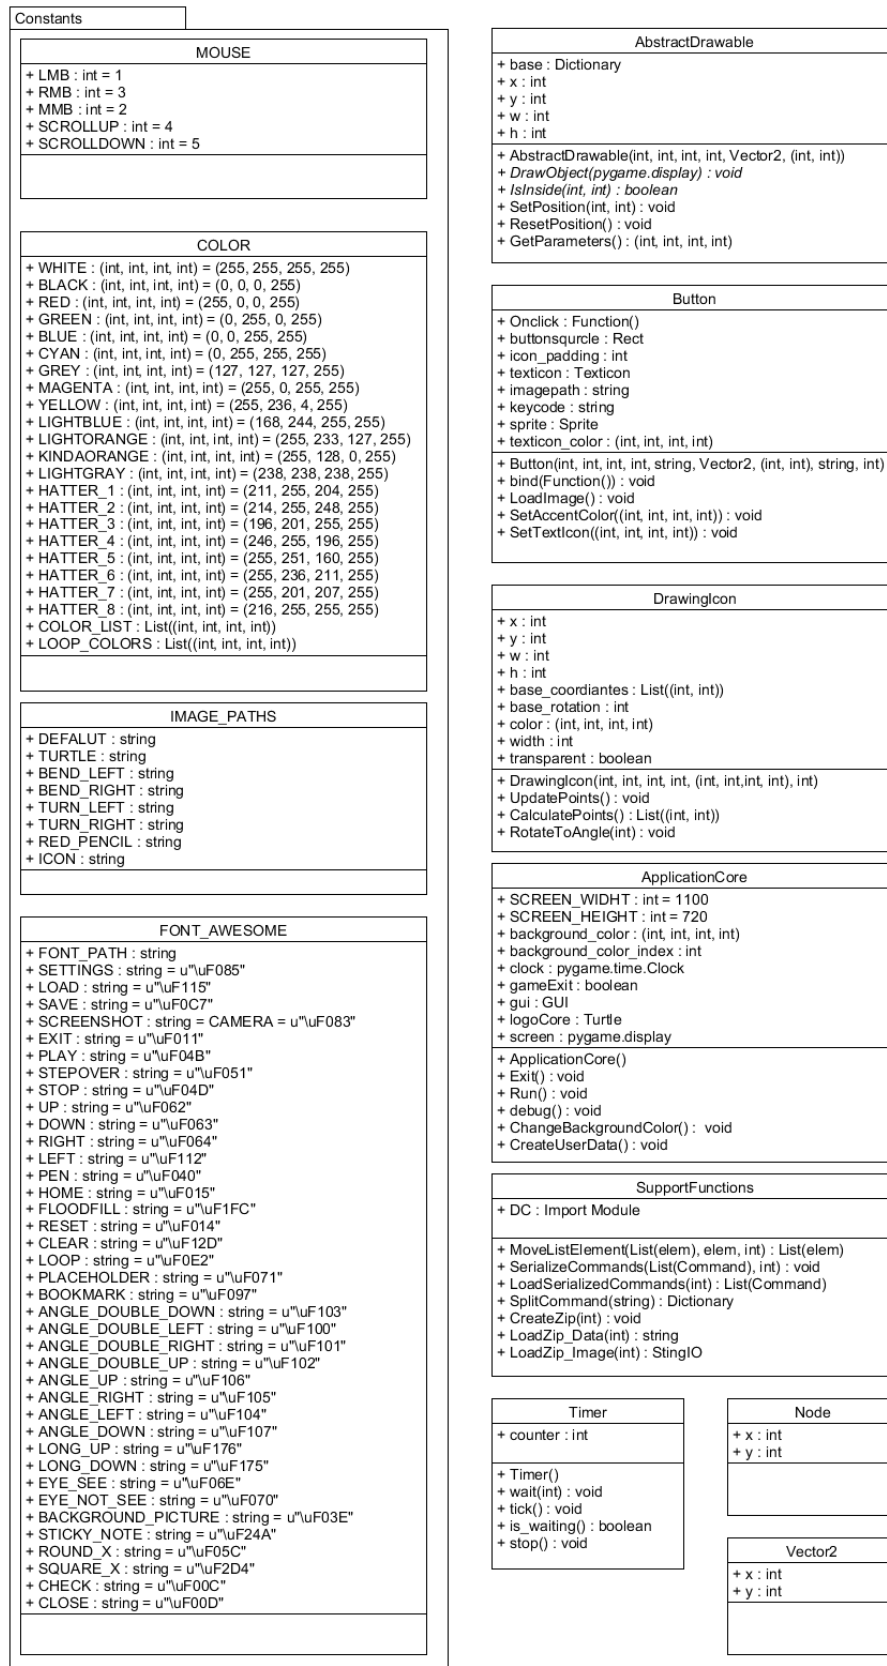 Constants
MOUSE
+ LMB : int = 1
+ RMB : int = 3
+ MMB : int = 2
+ SCROLLUP : int = 4
+ SCROLLDOWN : int = 5
COLOR
+ WHITE : (int, int, int, int) = (255, 255, 255, 255)
+ BLACK : (int, int, int, int) = (0, 0, 0, 255)
+ RED : (int, int, int, int) = (255, 0, 0, 255)
+ GREEN : (int, int, int, int) = (0, 255, 0, 255)
+ BLUE : (int, int, int, int) = (0, 0, 255, 255)
+ CYAN : (int, int, int, int) = (0, 255, 255, 255)
+ GREY : (int, int, int, int) = (127, 127, 127, 255)
+ MAGENTA : (int, int, int, int) = (255, 0, 255, 255)
+ YELLOW : (int, int, int, int) = (255, 236, 4, 255)
+ LIGHTBLUE : (int, int, int, int) = (168, 244, 255, 255)
+ LIGHTORANGE : (int, int, int, int) = (255, 233, 127, 255)
+ KINDAORANGE : (int, int, int, int) = (255, 128, 0, 255)
+ LIGHTGRAY : (int, int, int, int) = (238, 238, 238, 255)
+ HATTER_1 : (int, int, int, int) = (211, 255, 204, 255)
+ HATTER_2 : (int, int, int, int) = (214, 255, 248, 255)
+ HATTER_3 : (int, int, int, int) = (196, 201, 255, 255)
+ HATTER_4 : (int, int, int, int) = (246, 255, 196, 255)
+ HATTER_5 : (int, int, int, int) = (255, 251, 160, 255)
+ HATTER_6 : (int, int, int, int) = (255, 236, 211, 255)
+ HATTER_7 : (int, int, int, int) = (255, 201, 207, 255)
+ HATTER_8 : (int, int, int, int) = (216, 255, 255, 255)
+ COLOR_LIST : List((int, int, int, int))
+ LOOP_COLORS : List((int, int, int, int))
IMAGE_PATHS
+ DEFALUT : string
+ TURTLE : string
+ BEND_LEFT : string
+ BEND_RIGHT : string
+ TURN_LEFT : string
+ TURN_RIGHT : string
+ RED_PENCIL : string
+ ICON : string
FONT_AWESOME
+ FONT_PATH : string
+ SETTINGS : string = u"\uF085"
+ LOAD : string = u"\uF115"
+ SAVE : string = u"\uF0C7"
+ SCREENSHOT : string = CAMERA = u"\uF083"
+ EXIT : string = u"\uF011"
+ PLAY : string = u"\uF04B"
+ STEPOVER : string = u"\uF051"
+ STOP : string = u"\uF04D"
+ UP : string = u"\uF062"
+ DOWN : string = u"\uF063"
+ RIGHT : string = u"\uF064"
+ LEFT : string = u"\uF112"
+ PEN : string = u"\uF040"
+ HOME : string = u"\uF015"
+ FLOODFILL : string = u"\uF1FC"
+ RESET : string = u"\uF014"
+ CLEAR : string = u"\uF12D"
+ LOOP : string = u"\uF0E2"
+ PLACEHOLDER : string = u"\uF071"
+ BOOKMARK : string = u"\uF097"
+ ANGLE_DOUBLE_DOWN : string = u"\uF103"
+ ANGLE_DOUBLE_LEFT : string = u"\uF100"
+ ANGLE_DOUBLE_RIGHT : string = u"\uF101"
+ ANGLE_DOUBLE_UP : string = u"\uF102"
+ ANGLE_UP : string = u"\uF106"
+ ANGLE_RIGHT : string = u"\uF105"
+ ANGLE_LEFT : string = u"\uF104"
+ ANGLE_DOWN : string = u"\uF107"
+ LONG_UP : string = u"\uF176"
+ LONG_DOWN : string = u"\uF175"
+ EYE_SEE : string = u"\uF06E"
+ EYE_NOT_SEE : string = u"\uF070"
+ BACKGROUND_PICTURE : string = u"\uF03E"
+ STICKY_NOTE : string = u"\uF24A"
+ ROUND_X : string = u"\uF05C"
+ SQUARE_X : string = u"\uF2D4"
+ CHECK : string = u"\uF00C"
+ CLOSE : string = u"\uF00D"
AbstractDrawable
+ base : Dictionary
+ x : int
+ y : int
+ w : int
+ h : int
+ AbstractDrawable(int, int, int, int, Vector2, (int, int))
+ DrawObject(pygame.display) : void
+ IsInside(int, int) : boolean
+ SetPosition(int, int) : void
+ ResetPosition() : void
+ GetParameters() : (int, int, int, int)
Button
+ Onclick : Function()
+ buttonsqurcle : Rect
+ icon_padding : int
+ texticon : Texticon
+ imagepath : string
+ keycode : string
+ sprite : Sprite
+ texticon_color : (int, int, int, int)
+ Button(int, int, int, int, string, Vector2, (int, int), string, int)
+ bind(Function()) : void
+ LoadImage() : void
+ SetAccentColor((int, int, int, int)) : void
+ SetTextIcon((int, int, int, int)) : void
DrawingIcon
+ x : int
+ y : int
+ w : int
+ h : int
+ base_coordiantes : List((int, int))
+ base_rotation : int
+ color : (int, int, int, int)
+ width : int
+ transparent : boolean
+ DrawingIcon(int, int, int, int, (int, int,int, int), int)
+ UpdatePoints() : void
+ CalculatePoints() : List((int, int))
+ RotateToAngle(int) : void
ApplicationCore
+ SCREEN_WIDHT : int = 1100
+ SCREEN_HEIGHT : int = 720
+ background_color : (int, int, int, int)
+ background_color_index : int
+ clock : pygame.time.Clock
+ gameExit : boolean
+ gui : GUI
+ logoCore : Turtle
+ screen : pygame.display
+ ApplicationCore()
+ Exit() : void
+ Run() : void
+ debug() : void
+ ChangeBackgroundColor() : void
+ CreateUserData() : void
SupportFunctions
+ DC : Import Module
+ MoveListElement(List(elem), elem, int) : List(elem)
+ SerializeCommands(List(Command), int) : void
+ LoadSerializedCommands(int) : List(Command)
+ SplitCommand(string) : Dictionary
+ CreateZip(int) : void
+ LoadZip_Data(int) : string
+ LoadZip_Image(int) : StingIO
Timer
+ counter : int
+ Timer()
+ wait(int) : void
+ tick() : void
+ is_waiting() : boolean
+ stop() : void
Node
+ x : int
+ y : int
Vector2
+ x : int
+ y : int